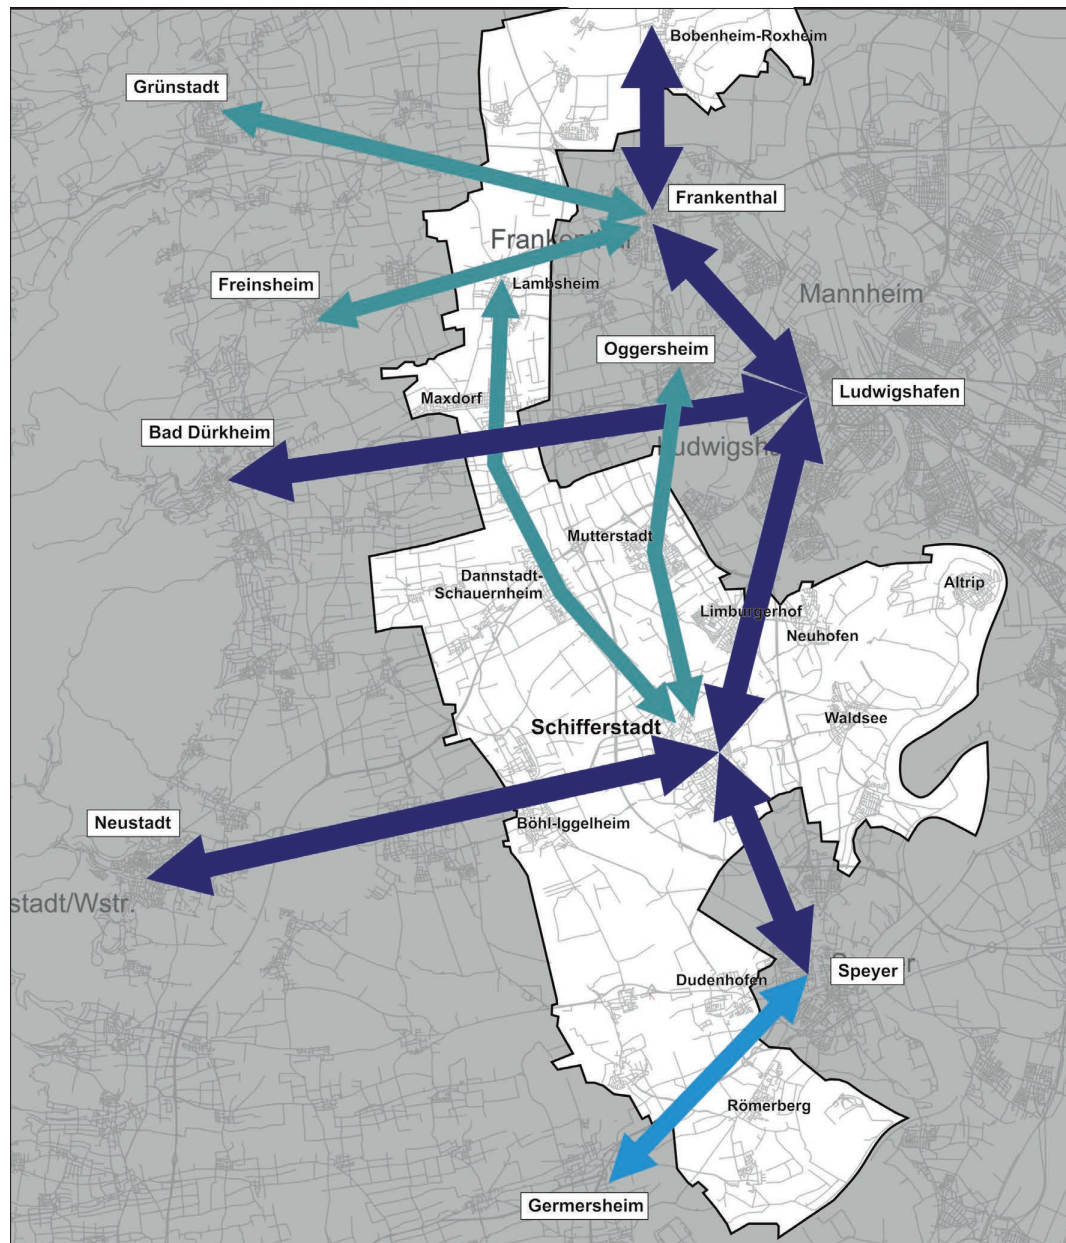 Bobenheim-Roxheim
Grünstadt
Frankenthal
Frankenthal
Freinsheim
Lambsheim
Mannheim
Oggersheim
Maxdorf
Ludwigshafen
Bad Dürkheim
Mutterstadt
Dannstadt-
Schauernheim
Altrip
Limburgerhof
Neuhofen
Waldsee
Schifferstadt
Neustadt
Böhl-Iggelheim
stadt/Wstr.
Dudenhofen
Speyer
Römerberg
Germersheim